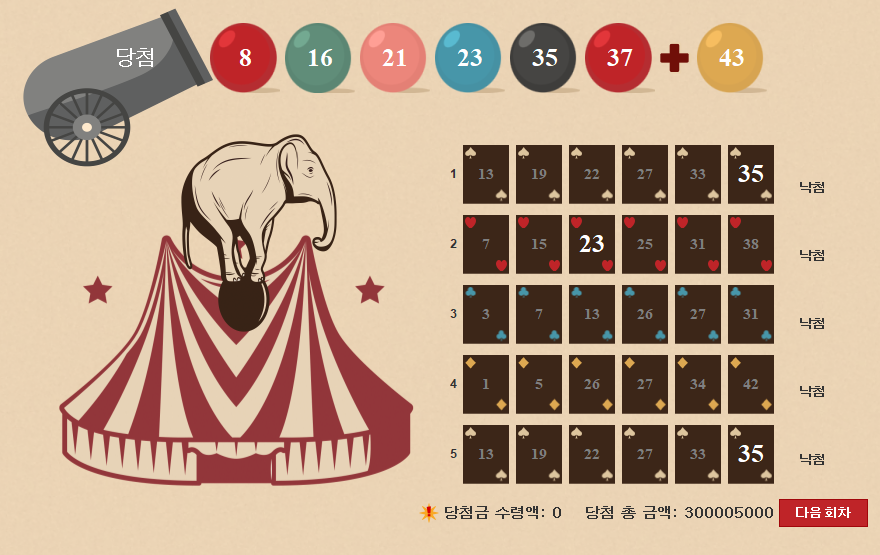 당첨 8 16 21 23 35 37 + 43
1 13 19 22 27 33 35 낙첨
2 7 15 23 25 31 38 낙첨
3 3 7 13 26 27 31 낙첨
4 1 5 26 27 34 42 낙첨
5 13 19 22 27 33 35 낙첨
당첨금 수령액: 0 당첨 총 금액: 300005000 다음 회차